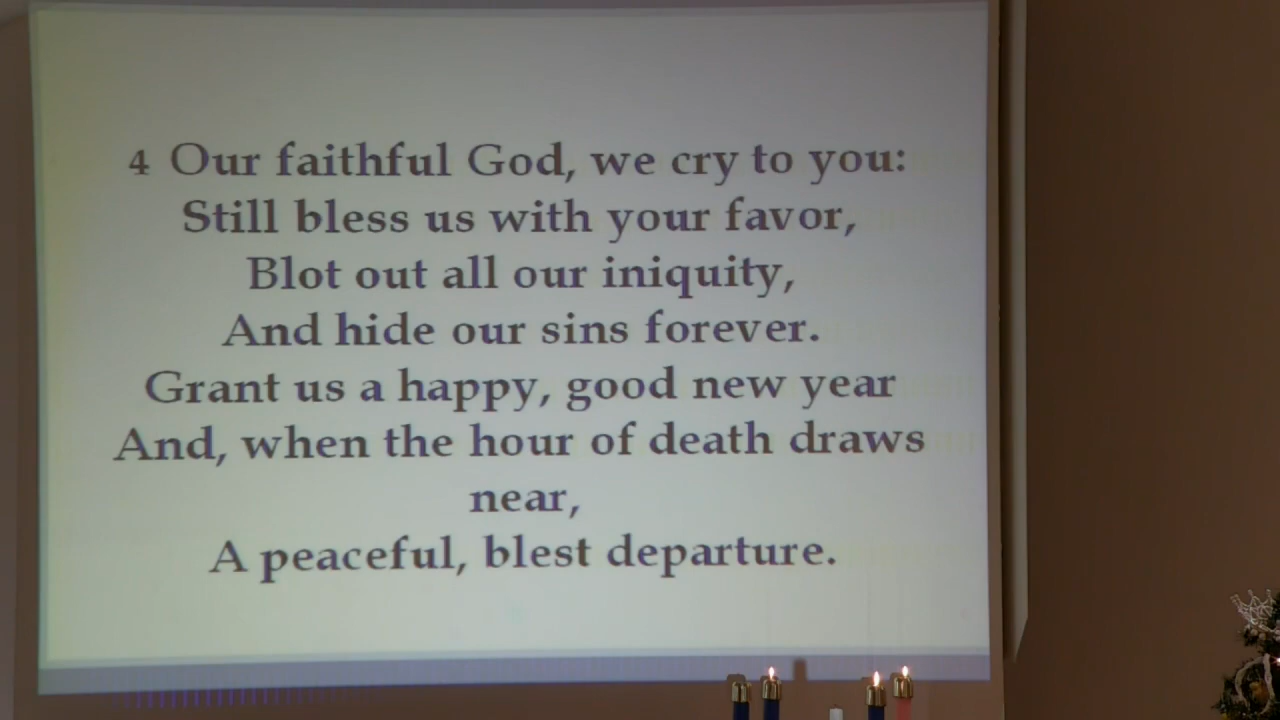 4 Our faithful God, we cry to you:
Still bless us with your favor,
Blot out all our iniquity,
And hide our sins forever.
Grant us a happy, good new year
And, when the hour of death draws
near,
A peaceful, blest departure.